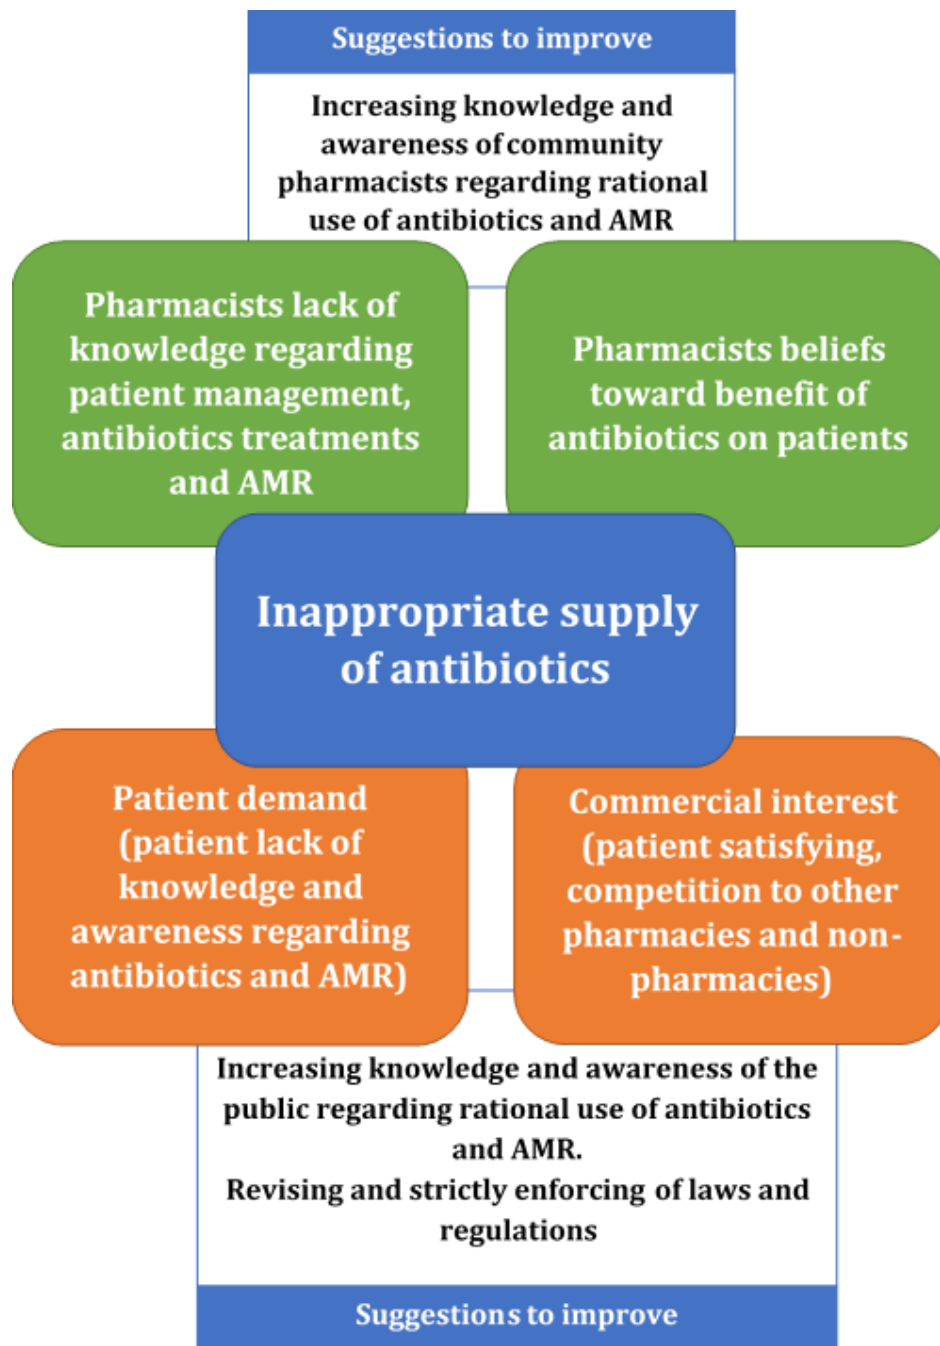 Suggestions to improve
Increasing knowledge and
awareness of community
pharmacists regarding rational
use of antibiotics and AMR
Pharmacists lack of
knowledge regarding
patient management,
antibiotics treatments
and AMR
Pharmacists beliefs
toward benefit of
antibiotics on patients
Inappropriate supply
of antibiotics
Patient demand
(patient lack of
knowledge and
awareness regarding
antibiotics and AMR)
Commercial interest
(patient satisfying,
competition to other
pharmacies and non-
pharmacies)
Increasing knowledge and awareness of the
public regarding rational use of antibiotics
and AMR.
Revising and strictly enforcing of laws and
regulations
Suggestions to improve